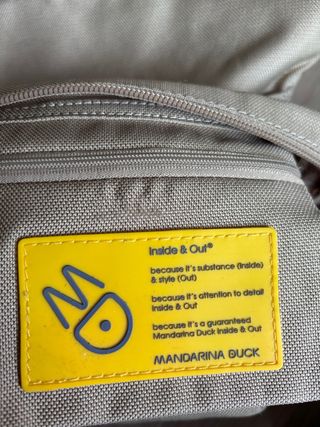 Inside & Out®
because it's substance (Inside)
& style (Out)
because it's attention to detail
Inside & Out
because it's a guaranteed
Mandarina Duck Inside & Out
MANDARINA DUCK